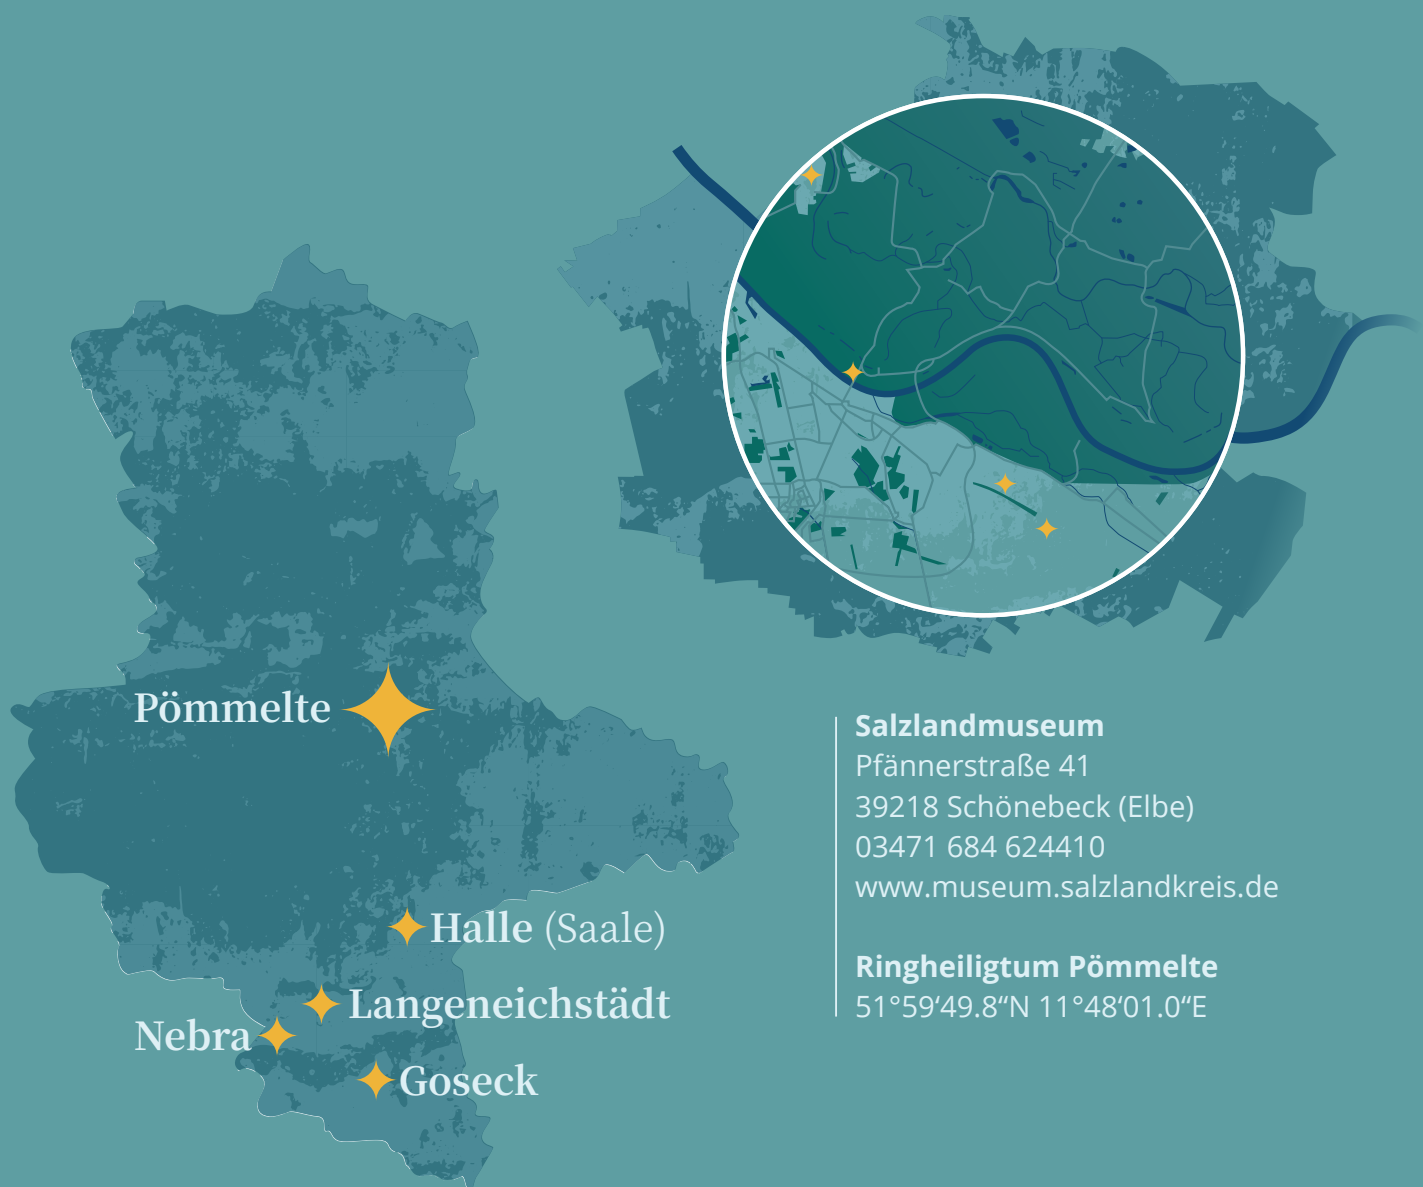 Pömmelte
Halle (Saale)
Langeneichstädt
Nebra
Goseck
Salzlandmuseum
Pfännerstraße 41
39218 Schönebeck (Elbe)
03471 684 624410
www.museum.salzlandkreis.de
Ringheiligtum Pömmelte
51°59‘49.8“N 11°48‘01.0“E